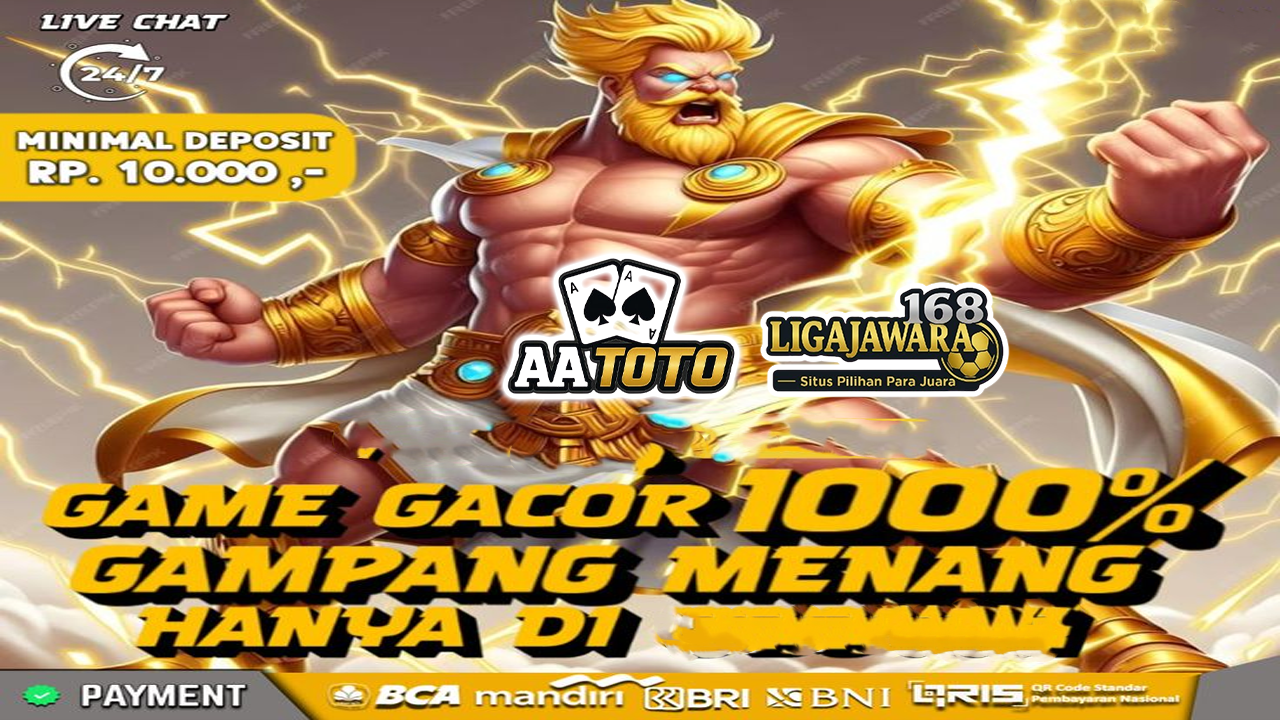 LIVE CHAT
24/7
MINIMAL DEPOSIT
RP. 10.000 ,-
A A A
AATOTO
168
LIGAJAWARA
Situs Pilihan Para Juara
GAME GACOR 1000%
GAMPANG MENANG
HANYA DI
PAYMENT
BCA mandiri BRI BNI QRIS QR Code Standar
Pembayaran Nasional